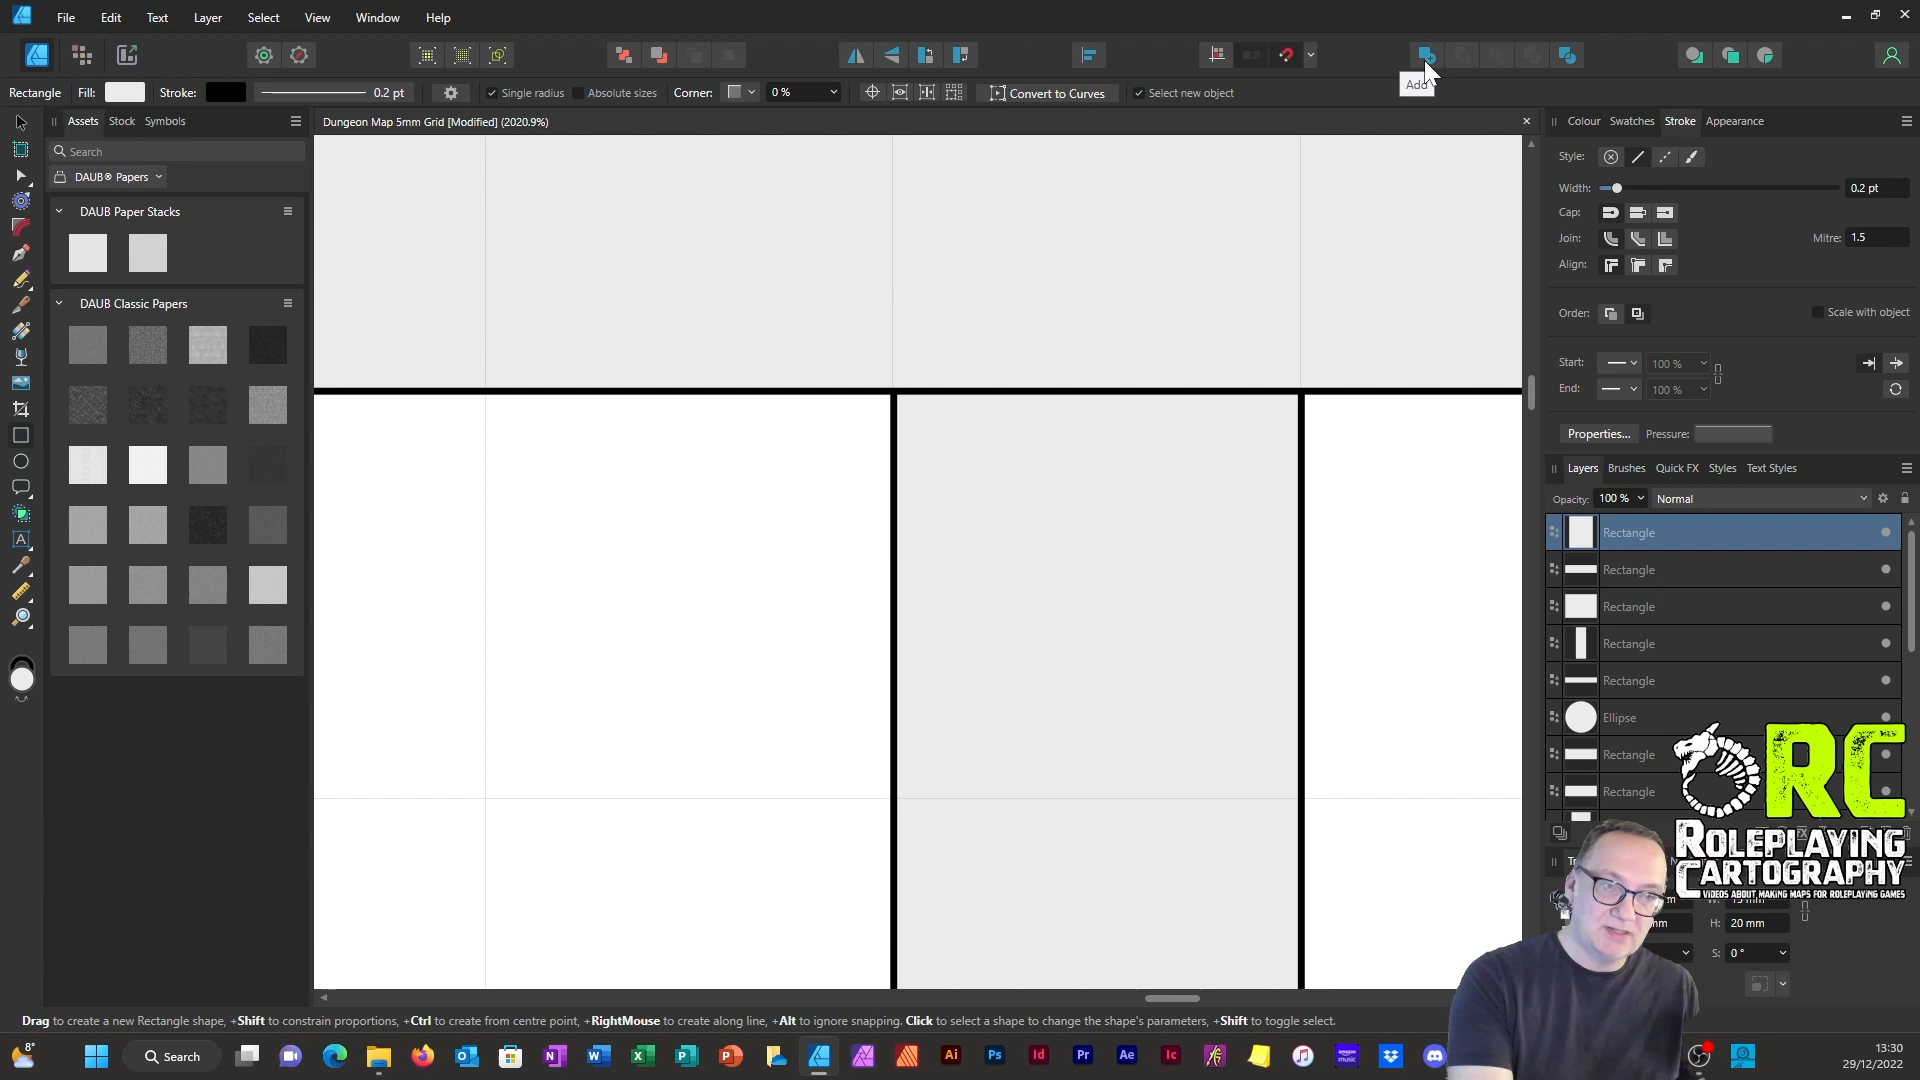 File Edit Text Layer Select View Window Help
Add
Rectangle Fill: Stroke: 0.2 pt Single radius Absolute sizes Corner: 0 % Convert to Curves Select new object
Assets Stock Symbols
Dungeon Map 5mm Grid [Modified] (2020.9%)
Colour Swatches Stroke Appearance
Search
DAUB® Papers
DAUB Paper Stacks
DAUB Classic Papers
Style:
Width: 0.2 pt
Cap:
Join: Mitre: 1.5
Align:
Order: Scale with object
Start: 100 %
End: 100 %
Properties... Pressure:
Layers Brushes Quick FX Styles Text Styles
Opacity: 100 % Normal
Rectangle
Rectangle
Rectangle
Rectangle
Rectangle
Ellipse
Rectangle
Rectangle
ORC
ROLEPLAYING
CARTOGRAPHY
VIDEOS ABOUT MAKING MAPS FOR ROLEPLAYING GAMES
H: 20 mm
S: 0 °
Drag to create a new Rectangle shape, +Shift to constrain proportions, +Ctrl to create from centre point, +RightMouse to create along line, +Alt to ignore snapping. Click to select a shape to change the shape's parameters, +Shift to toggle select.
8°
Search
Ai Ps Id Pr Ae Ic
amazon music
13:30
29/12/2022